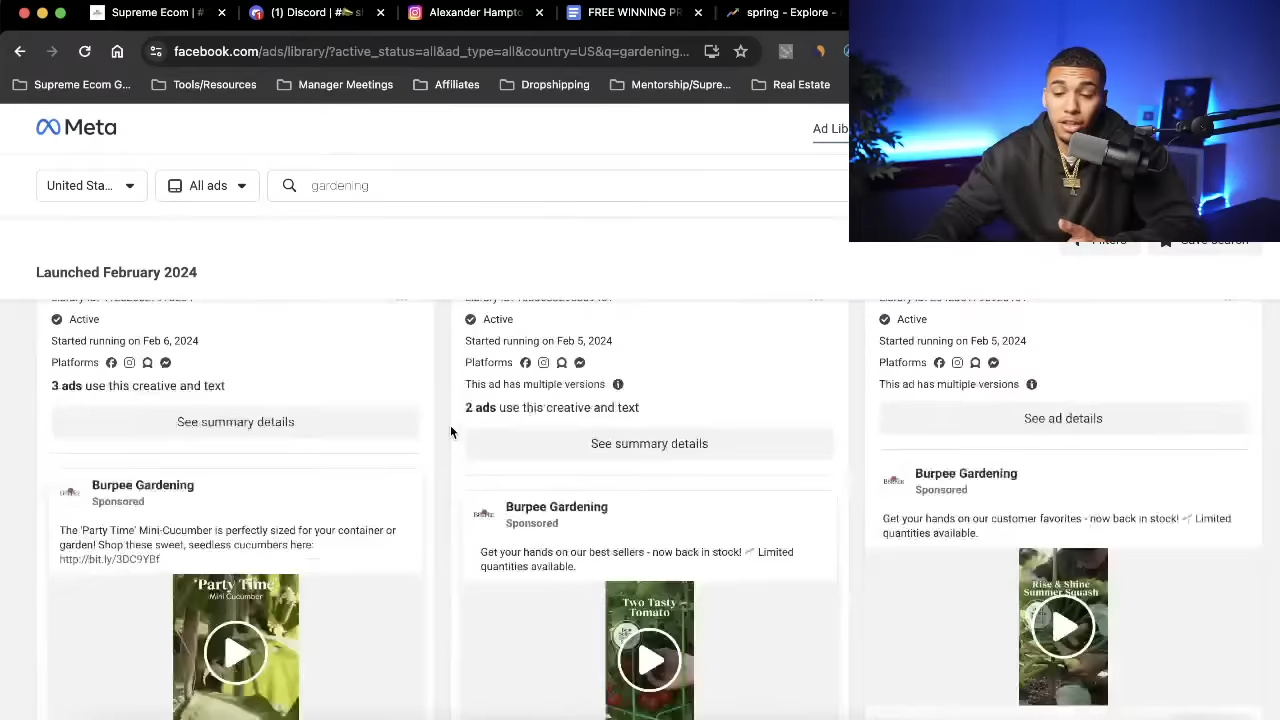 Supreme Ecom | #
(1) Discord | #
Alexander Hampto
FREE WINNING PR
spring - Explore -
facebook.com/ads/library/?active_status=all&ad_type=all&country=US&q=gardening...
Supreme Ecom G...
Tools/Resources
Manager Meta
Affiliates
Dropshipping
Mentorship/Supre...
Real Estate
Meta
Ad Lib
United Sta...
All ads
gardening
Filters
Save search
Launched February 2024
Active
Started running on Feb 6, 2024
Platforms
3 ads use this creative and text
See summary details
Burpee Gardening
Sponsored
The 'Party Time' Mini-Cucumber is perfectly sized for your container or
garden! Shop these sweet, seedless cucumbers here:
http://bit.ly/3DC9YBf
Party Time
Mini Cucumber
Active
Started running on Feb 5, 2024
Platforms
This ad has multiple versions
2 ads use this creative and text
See summary details
Burpee Gardening
Sponsored
Get your hands on our best sellers - now back in stock! Limited
quantities available.
Two Tasty
Tomato
Active
Started running on Feb 5, 2024
Platforms
This ad has multiple versions
See ad details
Burpee Gardening
Sponsored
Get your hands on our customer favorites - now back in stock! Limited
quantities available.
Rise & Shine
Summer Squash